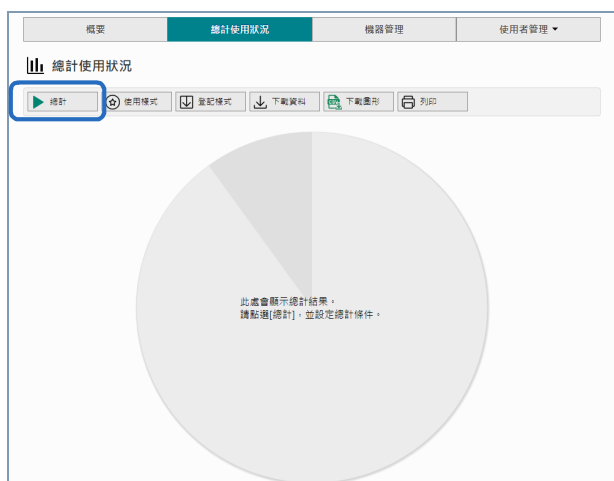 概要 總計使用狀況 機器管理 使用者管理
總計使用狀況
總計 使用樣式 登記樣式 下載資料 下載圖形 列印
此處會顯示總計結果。
請點選[總計]，並設定總計條件。